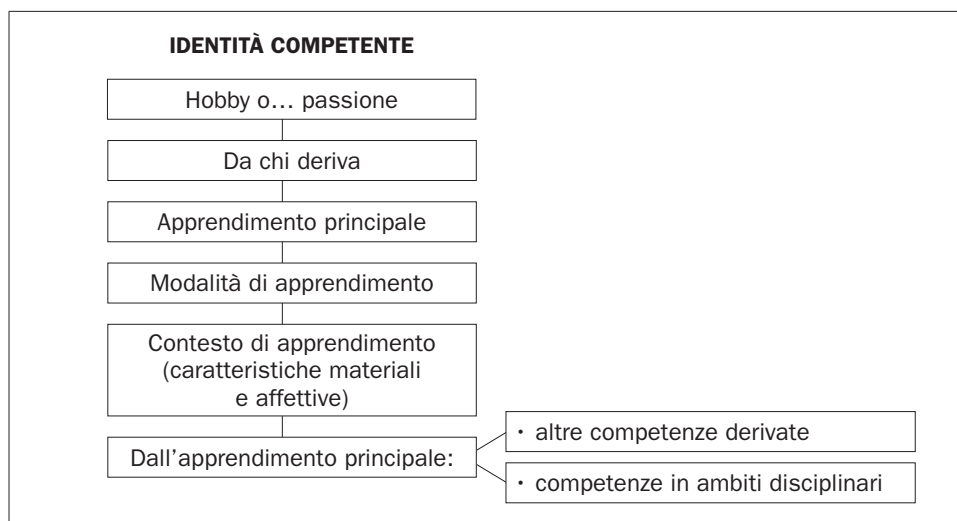 IDENTITÀ COMPETENTE
Hobby o… passione
Da chi deriva
Apprendimento principale
Modalità di apprendimento
Contesto di apprendimento
(caratteristiche materiali
e affettive)
Dall'apprendimento principale:
• altre competenze derivate
• competenze in ambiti disciplinari